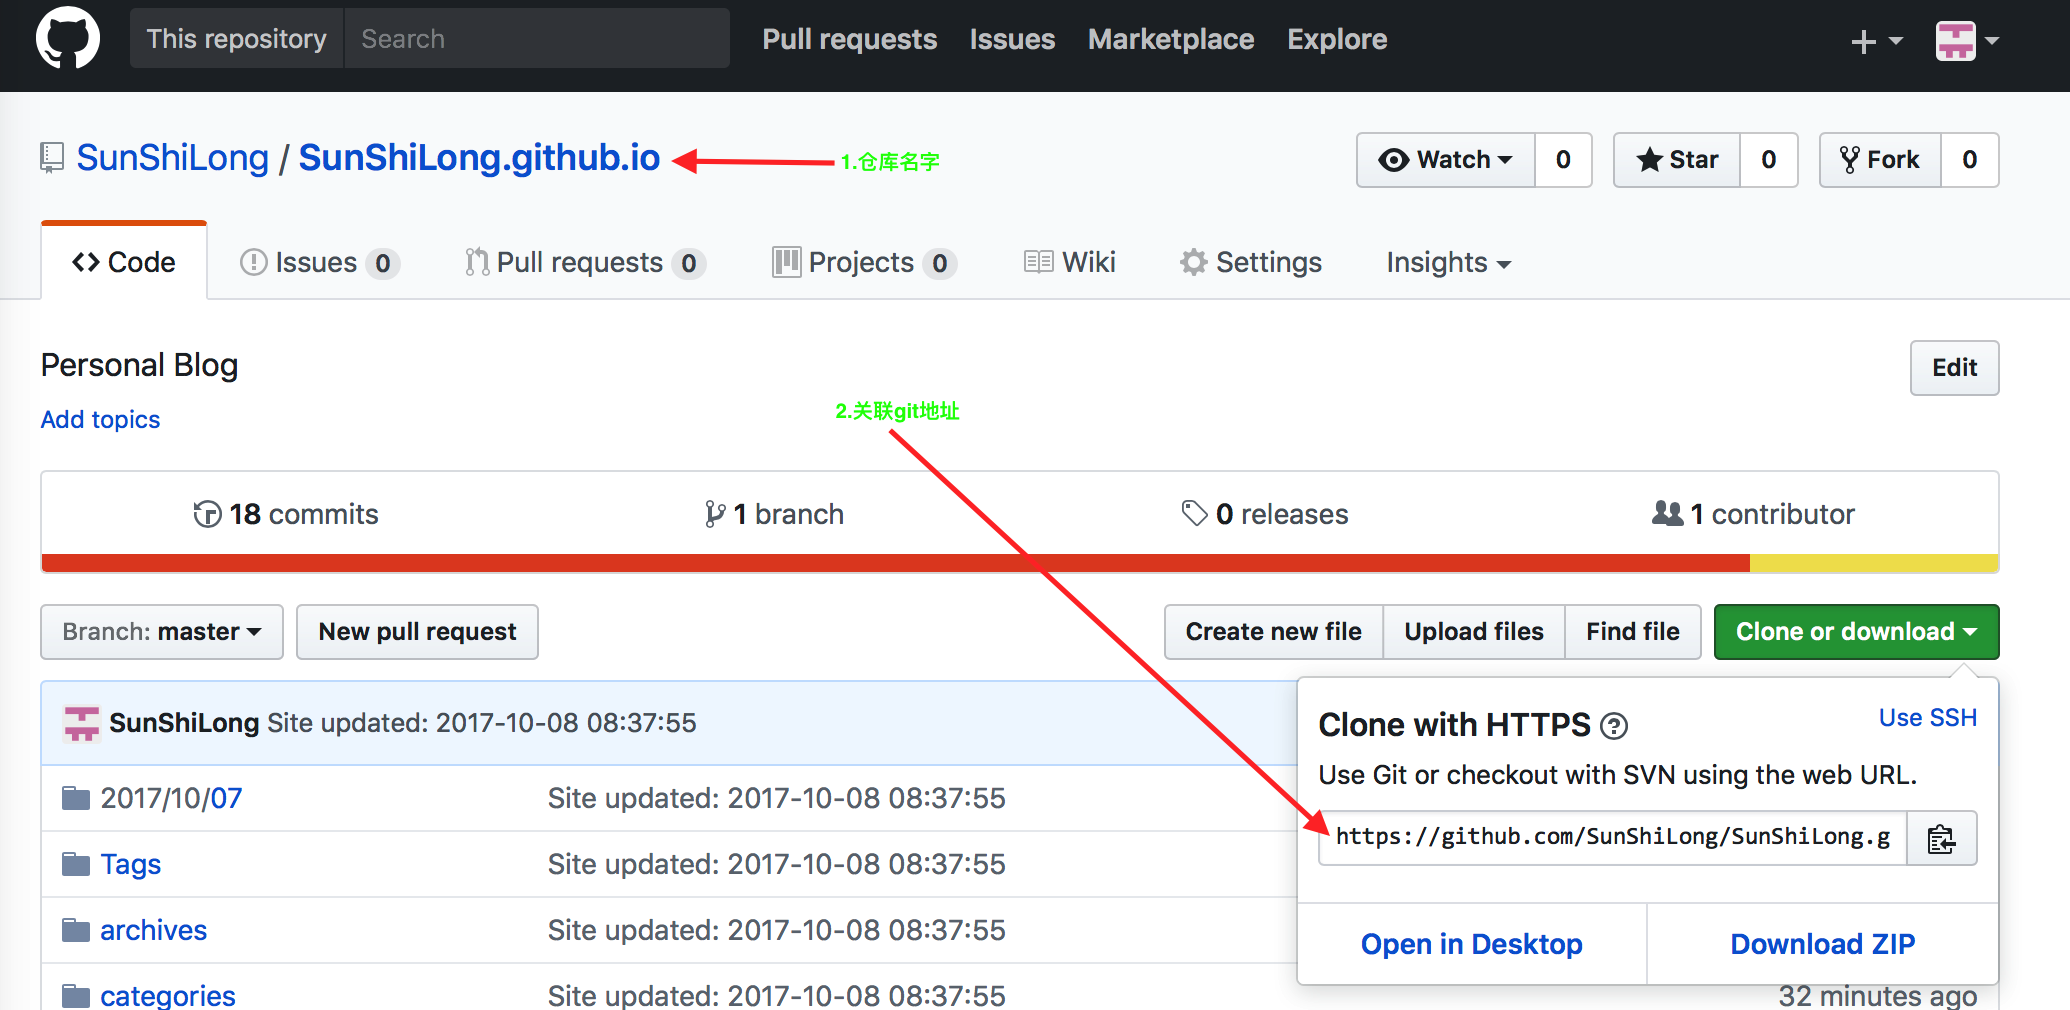 This repository Search Pull requests Issues Marketplace Explore
SunShiLong / SunShiLong.github.io 1.仓库名字 Watch 0 Star 0 Fork 0
Code Issues 0 Pull requests 0 Projects 0 Wiki Settings Insights
Personal Blog Edit
Add topics
2.关联git地址
18 commits 1 branch 0 releases 1 contributor
Branch: master New pull request Create new file Upload files Find file Clone or download
SunShiLong Site updated: 2017-10-08 08:37:55
Clone with HTTPS Use SSH
Use Git or checkout with SVN using the web URL.
https://github.com/SunShiLong/SunShiLong.g
Open in Desktop Download ZIP
2017/10/07 Site updated: 2017-10-08 08:37:55
Tags Site updated: 2017-10-08 08:37:55
archives Site updated: 2017-10-08 08:37:55
categories Site updated: 2017-10-08 08:37:55 32 minutes ago